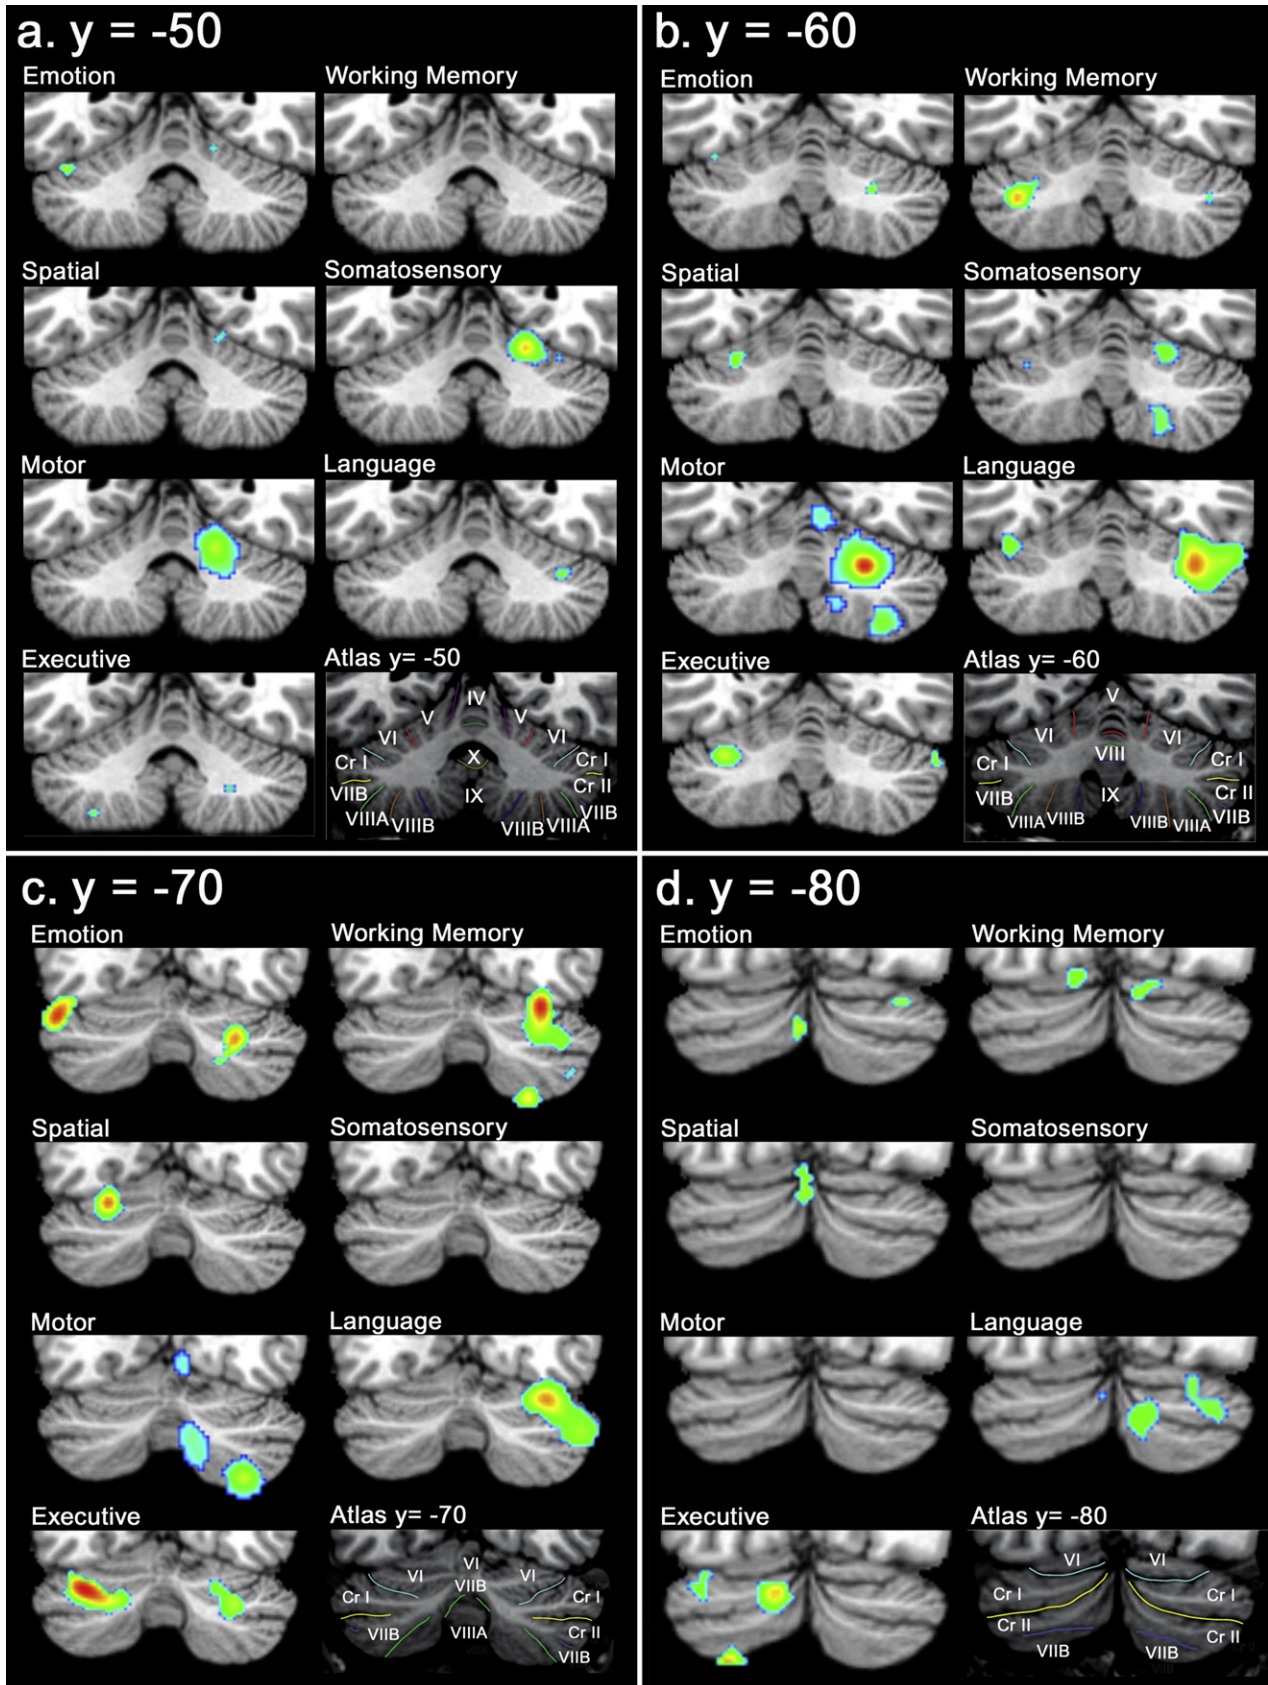 a. y = -50
Emotion
Working Memory
Spatial
Somatosensory
Motor
Language
Executive
Atlas y= -50
IV
V
V
VI
VI
Cr I
X
Cr I
Cr II
VIIB
IX
VIIB
VIIIA
VIIIB
VIIIB
VIIIA
b. y = -60
Emotion
Working Memory
Spatial
Somatosensory
Motor
Language
Executive
Atlas y= -60
V
VI
VI
VIII
Cr I
Cr I
VIIB
IX
Cr II
VIIIA
VIIIB
VIIIB
VIIIA
VIIB
c. y = -70
Emotion
Working Memory
Spatial
Somatosensory
Motor
Language
Executive
Atlas y= -70
VI
VI
VI
VIIB
Cr I
Cr I
VIIB
VIIIA
Cr II
VIIIA
VIIB
d. y = -80
Emotion
Working Memory
Spatial
Somatosensory
Motor
Language
Executive
Atlas y= -80
VI
VI
Cr I
Cr I
Cr II
Cr II
VIIB
VIIB
VIIB